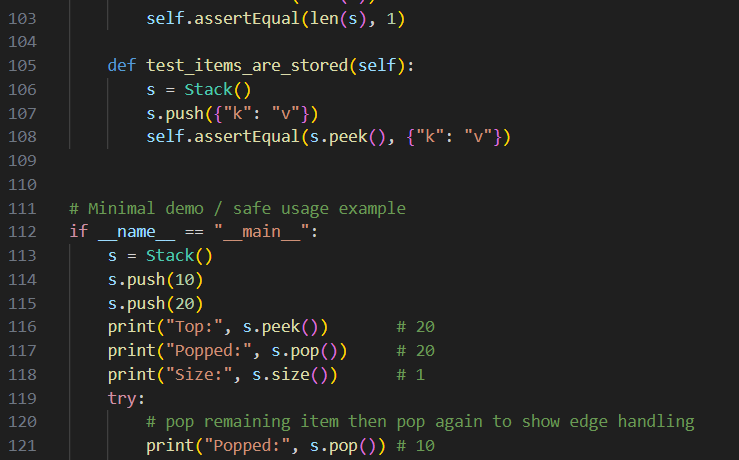 103 self.assertEqual(len(s), 1)
104
105 def test_items_are_stored(self):
106 s = Stack()
107 s.push({"k": "v"})
108 self.assertEqual(s.peek(), {"k": "v"})
109
110
111 # Minimal demo / safe usage example
112 if __name__ == "__main__":
113 s = Stack()
114 s.push(10)
115 s.push(20)
116 print("Top:", s.peek()) # 20
117 print("Popped:", s.pop()) # 20
118 print("Size:", s.size()) # 1
119 try:
120 # pop remaining item then pop again to show edge handling
121 print("Popped:", s.pop()) # 10